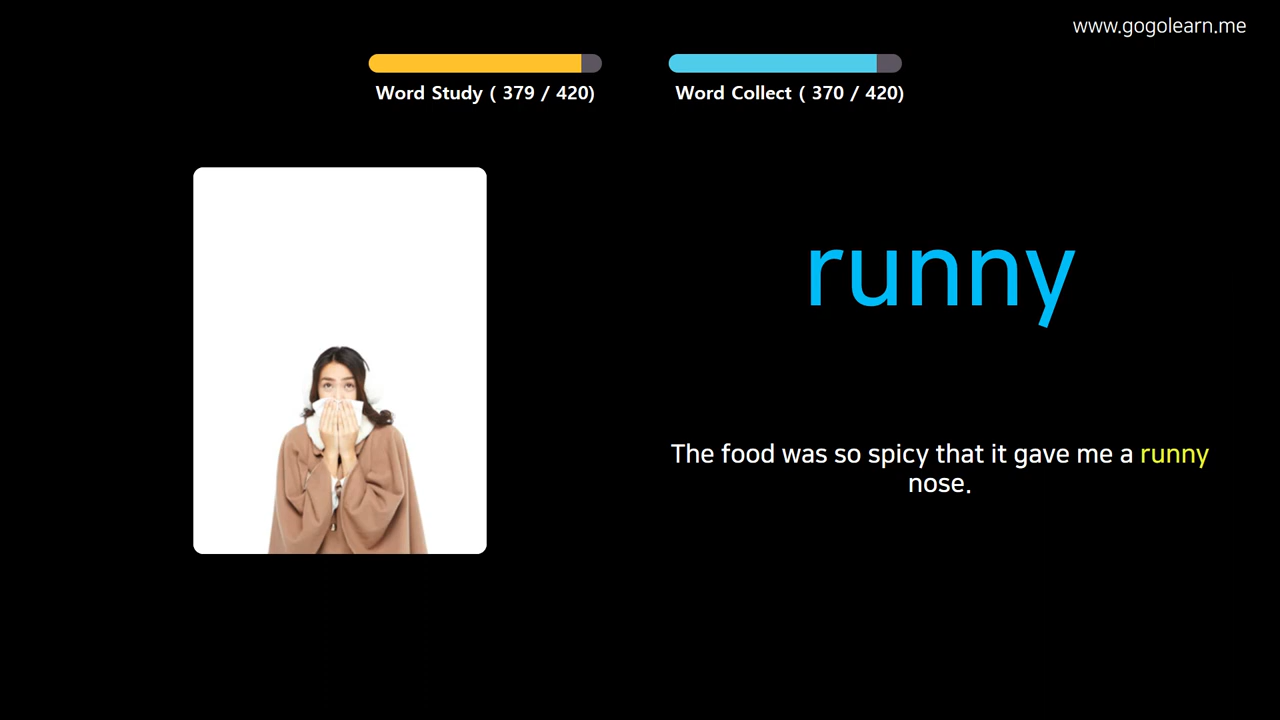 www.gogolearn.me
Word Study ( 379 / 420)
Word Collect ( 370 / 420)
runny
The food was so spicy that it gave me a runny
nose.